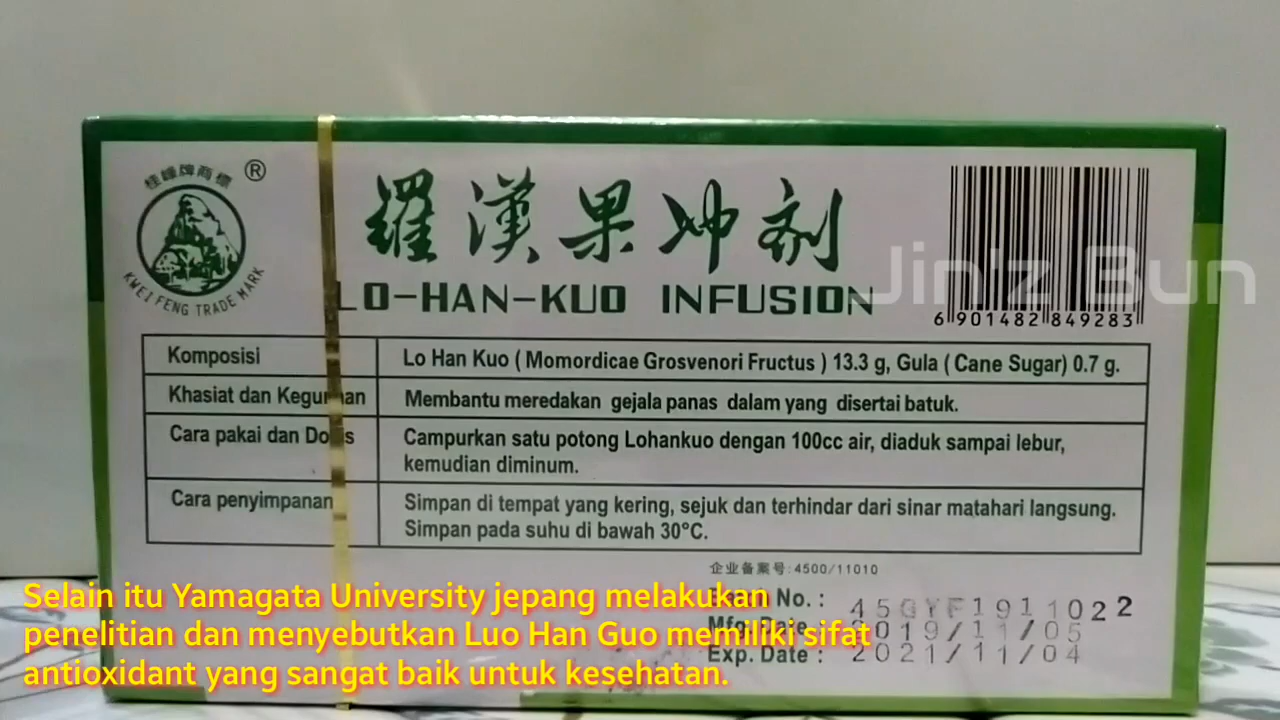 桂峰牌商標 ®
KWEI FENG TRADE MARK
羅漢果冲剂
LO-HAN-KUO INFUSION
Jin'z Bun
6 901482 849283
Komposisi
Lo Han Kuo ( Momordicae Grosvenori Fructus ) 13.3 g, Gula ( Cane Sugar) 0.7 g.
Khasiat dan Kegunaan
Membantu meredakan gejala panas dalam yang disertai batuk.
Cara pakai dan Dosis
Campurkan satu potong Lohankuo dengan 100cc air, diaduk sampai lebur,
kemudian diminum.
Cara penyimpanan
Simpan di tempat yang kering, sejuk dan terhindar dari sinar matahari langsung.
Simpan pada suhu di bawah 30°C.
企业备案号: 4500/11010
No. :
Mfg. Date : 2019/11/05
Exp. Date : 2021/11/04
Selain itu Yamagata University jepang melakukan
penelitian dan menyebutkan Luo Han Guo memiliki sifat
antioxidant yang sangat baik untuk kesehatan.